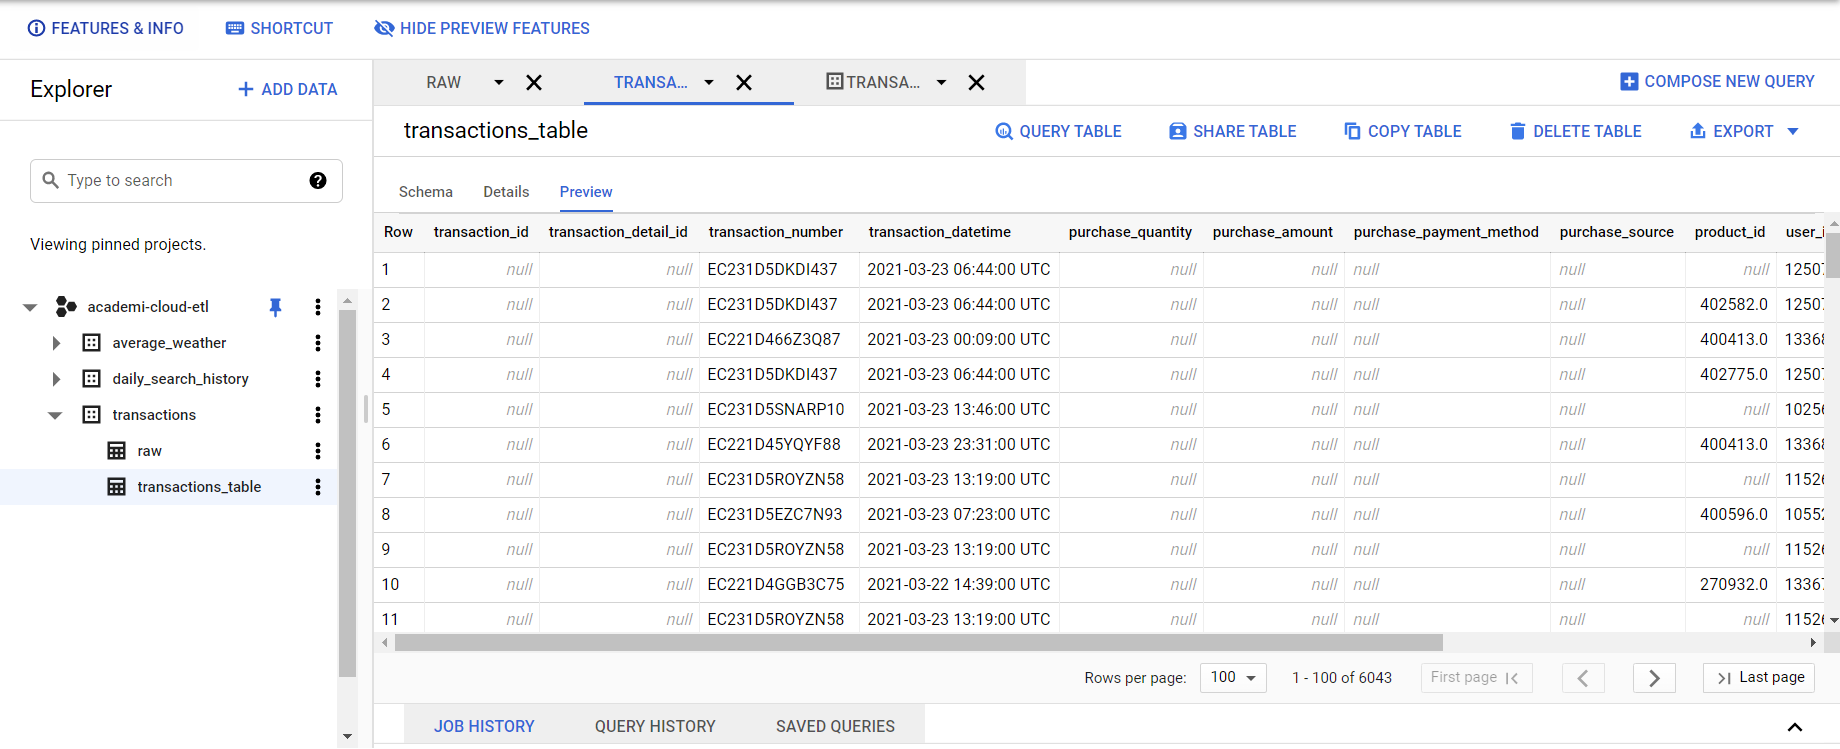 FEATURES & INFO SHORTCUT HIDE PREVIEW FEATURES
Explorer ADD DATA
Type to search
Viewing pinned projects.
academi-cloud-etl
average_weather
daily_search_history
transactions
raw
transactions_table
RAW TRANSA... TRANSA... COMPOSE NEW QUERY
transactions_table QUERY TABLE SHARE TABLE COPY TABLE DELETE TABLE EXPORT
Schema Details Preview
Row transaction_id transaction_detail_id transaction_number transaction_datetime purchase_quantity purchase_amount purchase_payment_method purchase_source product_id user_i
1 null null EC231D5DKDI437 2021-03-23 06:44:00 UTC null null null null null 12507
2 null null EC231D5DKDI437 2021-03-23 06:44:00 UTC null null null null 402582.0 12507
3 null null EC221D466Z3Q87 2021-03-23 00:09:00 UTC null null null null 400413.0 13368
4 null null EC231D5DKDI437 2021-03-23 06:44:00 UTC null null null null 402775.0 12507
5 null null EC231D5SNARP10 2021-03-23 13:46:00 UTC null null null null null 10256
6 null null EC221D45YQYF88 2021-03-23 23:31:00 UTC null null null null 400413.0 13368
7 null null EC231D5ROYZN58 2021-03-23 13:19:00 UTC null null null null null 11526
8 null null EC231D5EZC7N93 2021-03-23 07:23:00 UTC null null null null 400596.0 10552
9 null null EC231D5ROYZN58 2021-03-23 13:19:00 UTC null null null null null 11526
10 null null EC221D4GGB3C75 2021-03-22 14:39:00 UTC null null null null 270932.0 13367
11 null null EC231D5ROYZN58 2021-03-23 13:19:00 UTC null null null null null 11526
Rows per page: 100 1 - 100 of 6043 First page Last page
JOB HISTORY QUERY HISTORY SAVED QUERIES